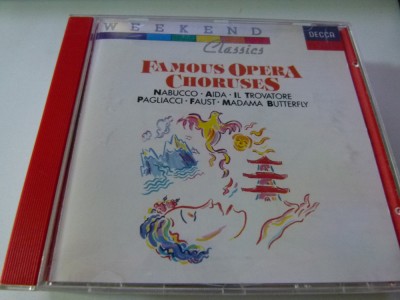 WEEKEND
Classics
DECCA
FAMOUS OPERA
CHORUSES
NABUCCO · AIDA · IL TROVATORE
PAGLIACCI · FAUST · MADAMA BUTTERFLY